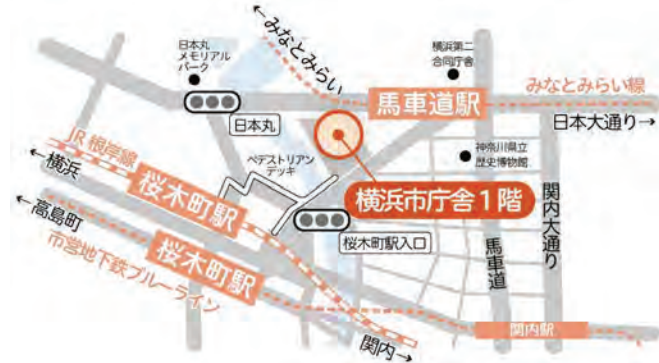 ←みなとみらい
日本丸
メモリアル
パーク
横浜第二
合同庁舎
馬車道駅
みなとみらい線
日本大通り→
日本丸
JR 根岸線
←横浜
桜木町駅
ペデストリアン
デッキ
神奈川県立
歴史博物館
横浜市庁舎1階
←高島町
桜木町駅
市営地下鉄ブルーライン
桜木町駅入口
馬車道
関内大通り
関内駅
関内→